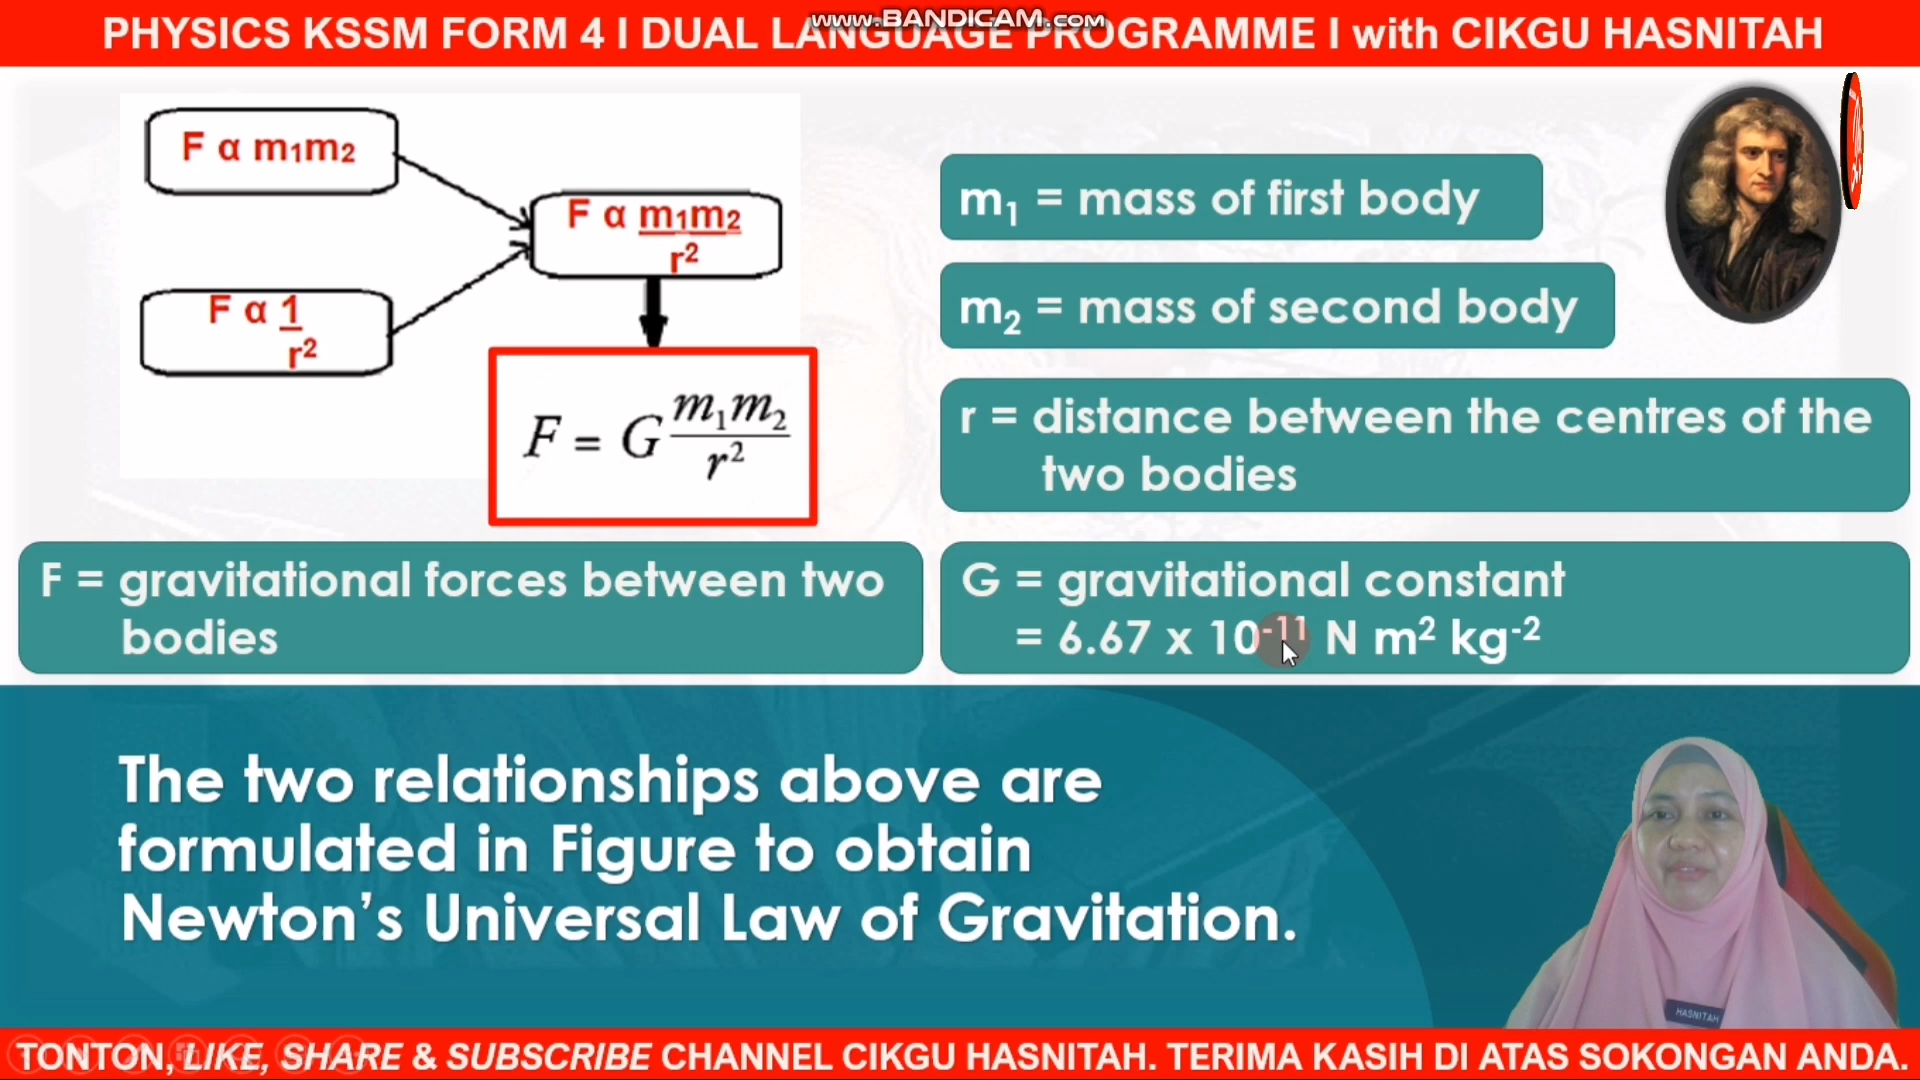 www.BANDICAM.com
PHYSICS KSSM FORM 4 I DUAL LANGUAGE PROGRAMME I with CIKGU HASNITAH
F α m₁m₂
F α 1
r²
F α m₁m₂
r²
F = G m₁m₂
r²
m₁ = mass of first body
m₂ = mass of second body
r = distance between the centres of the
two bodies
F = gravitational forces between two
bodies
G = gravitational constant
= 6.67 x 10⁻¹¹ N m² kg⁻²
The two relationships above are
formulated in Figure to obtain
Newton’s Universal Law of Gravitation.
HASNITAH
TONTON, LIKE, SHARE & SUBSCRIBE CHANNEL CIKGU HASNITAH. TERIMA KASIH DI ATAS SOKONGAN ANDA.